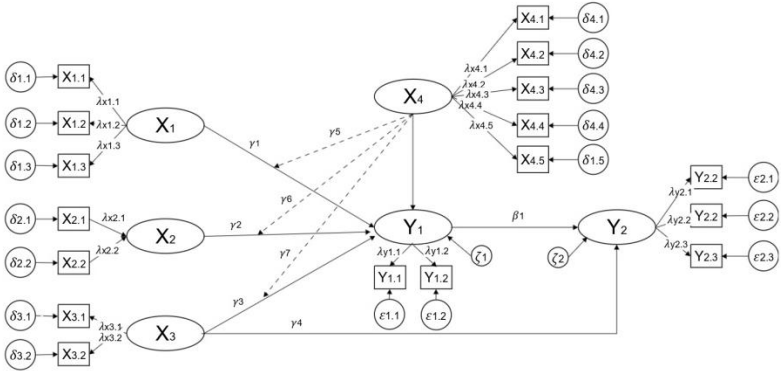 X4.1 δ4.1
δ1.1 X1.1 λx4.1 X4.2 δ4.2
λx1.1 λx4.2
X4 λx4.3 X4.3 δ4.3
δ1.2 X1.2 λx1.2 X1 λx4.4
γ1 γ5 λx4.5 X4.4 δ4.4
δ1.3 X1.3 λx1.3 X4.5 δ1.5
γ6 λy2.1 Y2.2 ε2.1
δ2.1 X2.1 λx2.1 X2 γ2 Y1 β1 Y2 λy2.2 Y2.2 ε2.2
δ2.2 X2.2 λx2.2 γ7 λy1.1 λy1.2 ζ1 ζ2 λy2.3 Y2.3 ε2.3
Y1.1 Y1.2
γ3
δ3.1 X3.1 λx3.1 ε1.1 ε1.2
λx3.2 X3 γ4
δ3.2 X3.2